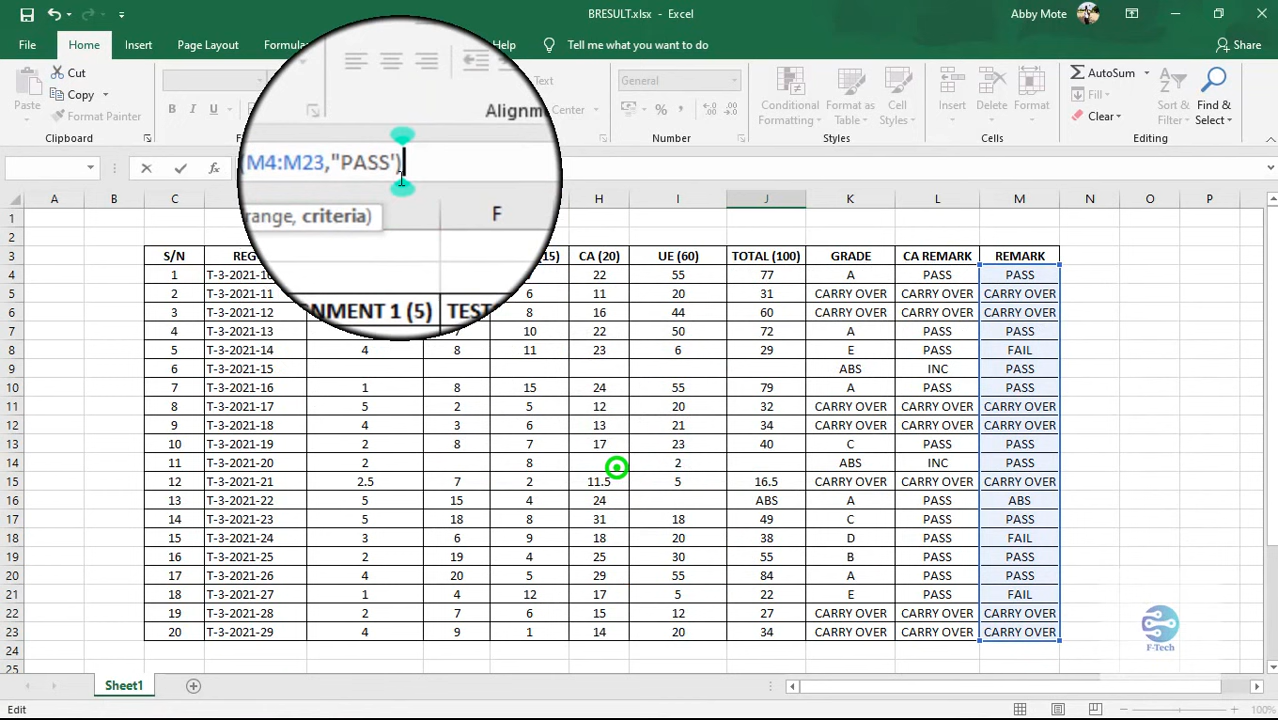 BRESULT.xlsx - Excel
Abby Mote
File Home Insert Page Layout Formula Help Tell me what you want to do Share
Cut
Copy
Format Painter
Paste
Clipboard
B I U
Text
Alignm
Center
General
% ,
Number
Conditional Formatting
Format as Table
Cell Styles
Styles
Insert Delete Format
Cells
AutoSum
Fill
Clear
Sort & Filter
Find & Select
Editing
fx (M4:M23,"PASS')
range, criteria)
F
NMENT 1 (5) TEST
A B C H I J K L M N O P
1
2
3 S/N REG (15) CA (20) UE (60) TOTAL (100) GRADE CA REMARK REMARK
4 1 T-3-2021-10 22 55 77 A PASS PASS
5 2 T-3-2021-11 6 11 20 31 CARRY OVER CARRY OVER CARRY OVER
6 3 T-3-2021-12 8 16 44 60 CARRY OVER CARRY OVER CARRY OVER
7 4 T-3-2021-13 7 10 22 50 72 A PASS PASS
8 5 T-3-2021-14 4 8 11 23 6 29 E PASS FAIL
9 6 T-3-2021-15 ABS INC PASS
10 7 T-3-2021-16 1 8 15 24 55 79 A PASS PASS
11 8 T-3-2021-17 5 2 5 12 20 32 CARRY OVER CARRY OVER CARRY OVER
12 9 T-3-2021-18 4 3 6 13 21 34 CARRY OVER CARRY OVER CARRY OVER
13 10 T-3-2021-19 2 8 7 17 23 40 C PASS PASS
14 11 T-3-2021-20 2 8 2 ABS INC PASS
15 12 T-3-2021-21 2.5 7 2 11.5 5 16.5 CARRY OVER CARRY OVER CARRY OVER
16 13 T-3-2021-22 5 15 4 24 ABS A PASS ABS
17 14 T-3-2021-23 5 18 8 31 18 49 C PASS PASS
18 15 T-3-2021-24 3 6 9 18 20 38 D PASS FAIL
19 16 T-3-2021-25 2 19 4 25 30 55 B PASS PASS
20 17 T-3-2021-26 4 20 5 29 55 84 A PASS PASS
21 18 T-3-2021-27 1 4 12 17 5 22 E PASS FAIL
22 19 T-3-2021-28 2 7 6 15 12 27 CARRY OVER CARRY OVER CARRY OVER
23 20 T-3-2021-29 4 9 1 14 20 34 CARRY OVER CARRY OVER CARRY OVER
24
25
F-Tech
Sheet1
Edit
100%